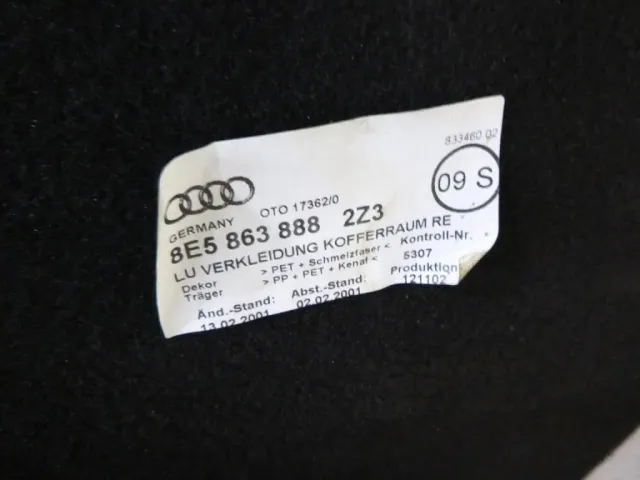 833460.02
09 S
GERMANY OTO 17362/0
8E5 863 888 2Z3
LU VERKLEIDUNG KOFFERRAUM RE
Dekor > PET + Schmelzfaser < Kontroll-Nr.
Träger > PP + PET + Kenaf < 5307
Änd.-Stand: Abst.-Stand: Produktion
13.02.2001 02.02.2001 121102